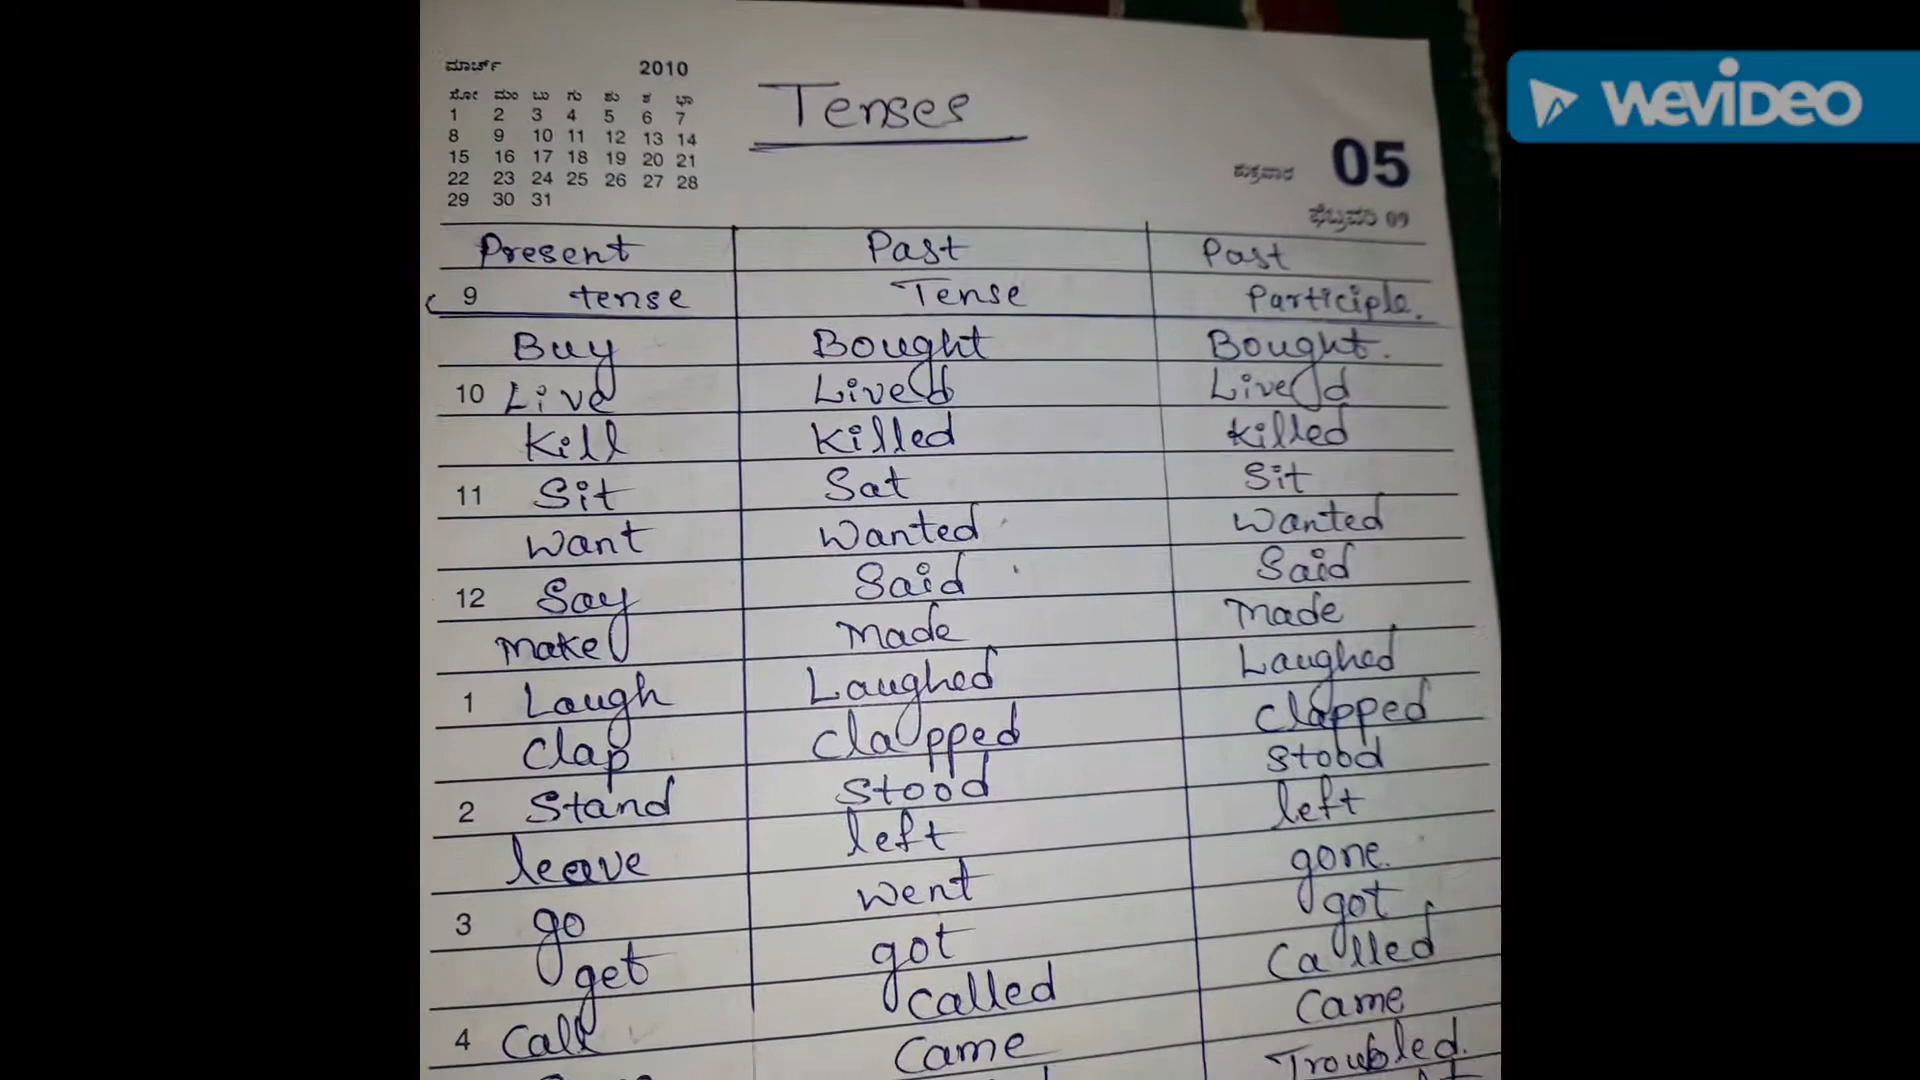 ಮಾರ್ಚ್ 2010
ಸೋ ಮಂ ಬು ಗು ಶು ಶ ಭಾ
1 2 3 4 5 6 7
8 9 10 11 12 13 14
15 16 17 18 19 20 21
22 23 24 25 26 27 28
29 30 31
Tenses
WEVIDEO
05
ಶುಕ್ರವಾರ
ಫೆಬ್ರವರಿ 09
Present Past Past
9 tense Tense Participle.
Buy Bought Bought.
10 Live Lived Lived
Kill Killed Killed
11 Sit Sat Sit
Want Wanted Wanted
12 Say Said Said
Make Made Made
1 Laugh Laughed Laughed
Clap Clapped Clapped
2 Stand Stood Stood
leave left left
3 go went gone.
get got got
4 Call Called Called
Came Came
Troubled.